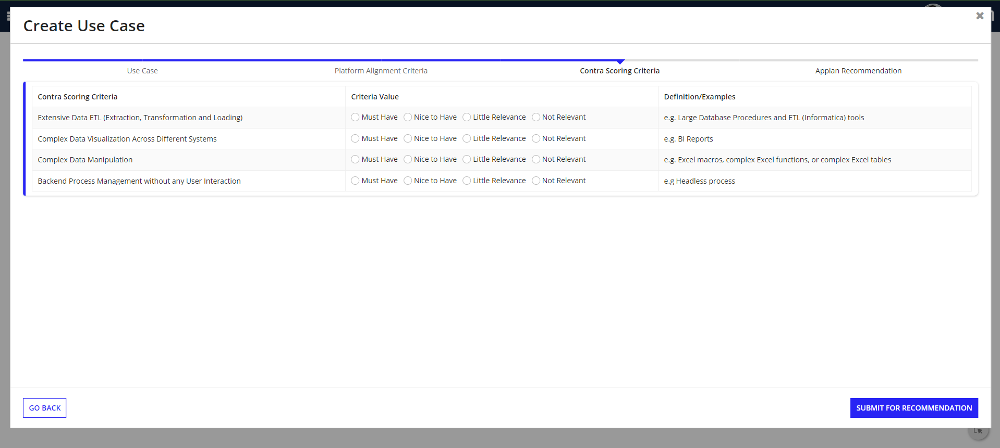 Create Use Case
Use Case
Platform Alignment Criteria
Contra Scoring Criteria
Appian Recommendation
Contra Scoring Criteria Criteria Value Definition/Examples
Extensive Data ETL (Extraction, Transformation and Loading) Must Have Nice to Have Little Relevance Not Relevant e.g. Large Database Procedures and ETL (Informatica) tools
Complex Data Visualization Across Different Systems Must Have Nice to Have Little Relevance Not Relevant e.g. BI Reports
Complex Data Manipulation Must Have Nice to Have Little Relevance Not Relevant e.g. Excel macros, complex Excel functions, or complex Excel tables
Backend Process Management without any User Interaction Must Have Nice to Have Little Relevance Not Relevant e.g Headless process
GO BACK
SUBMIT FOR RECOMMENDATION